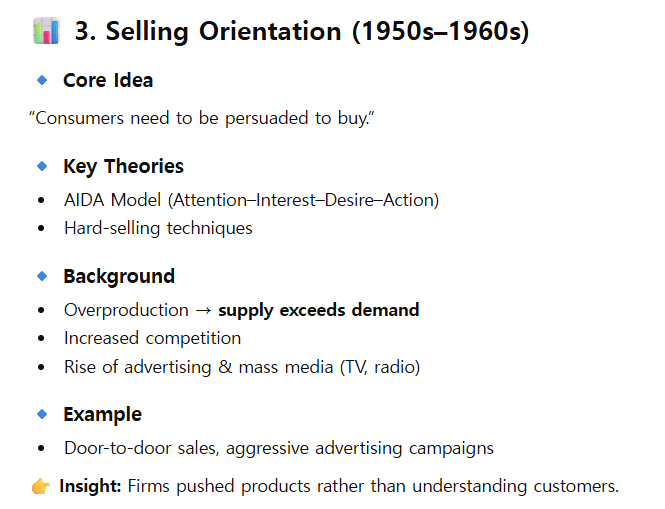 📊 3. Selling Orientation (1950s–1960s)
🔹 Core Idea
“Consumers need to be persuaded to buy.”
🔹 Key Theories
• AIDA Model (Attention–Interest–Desire–Action)
• Hard-selling techniques
🔹 Background
• Overproduction → supply exceeds demand
• Increased competition
• Rise of advertising & mass media (TV, radio)
🔹 Example
• Door-to-door sales, aggressive advertising campaigns
👉 Insight: Firms pushed products rather than understanding customers.